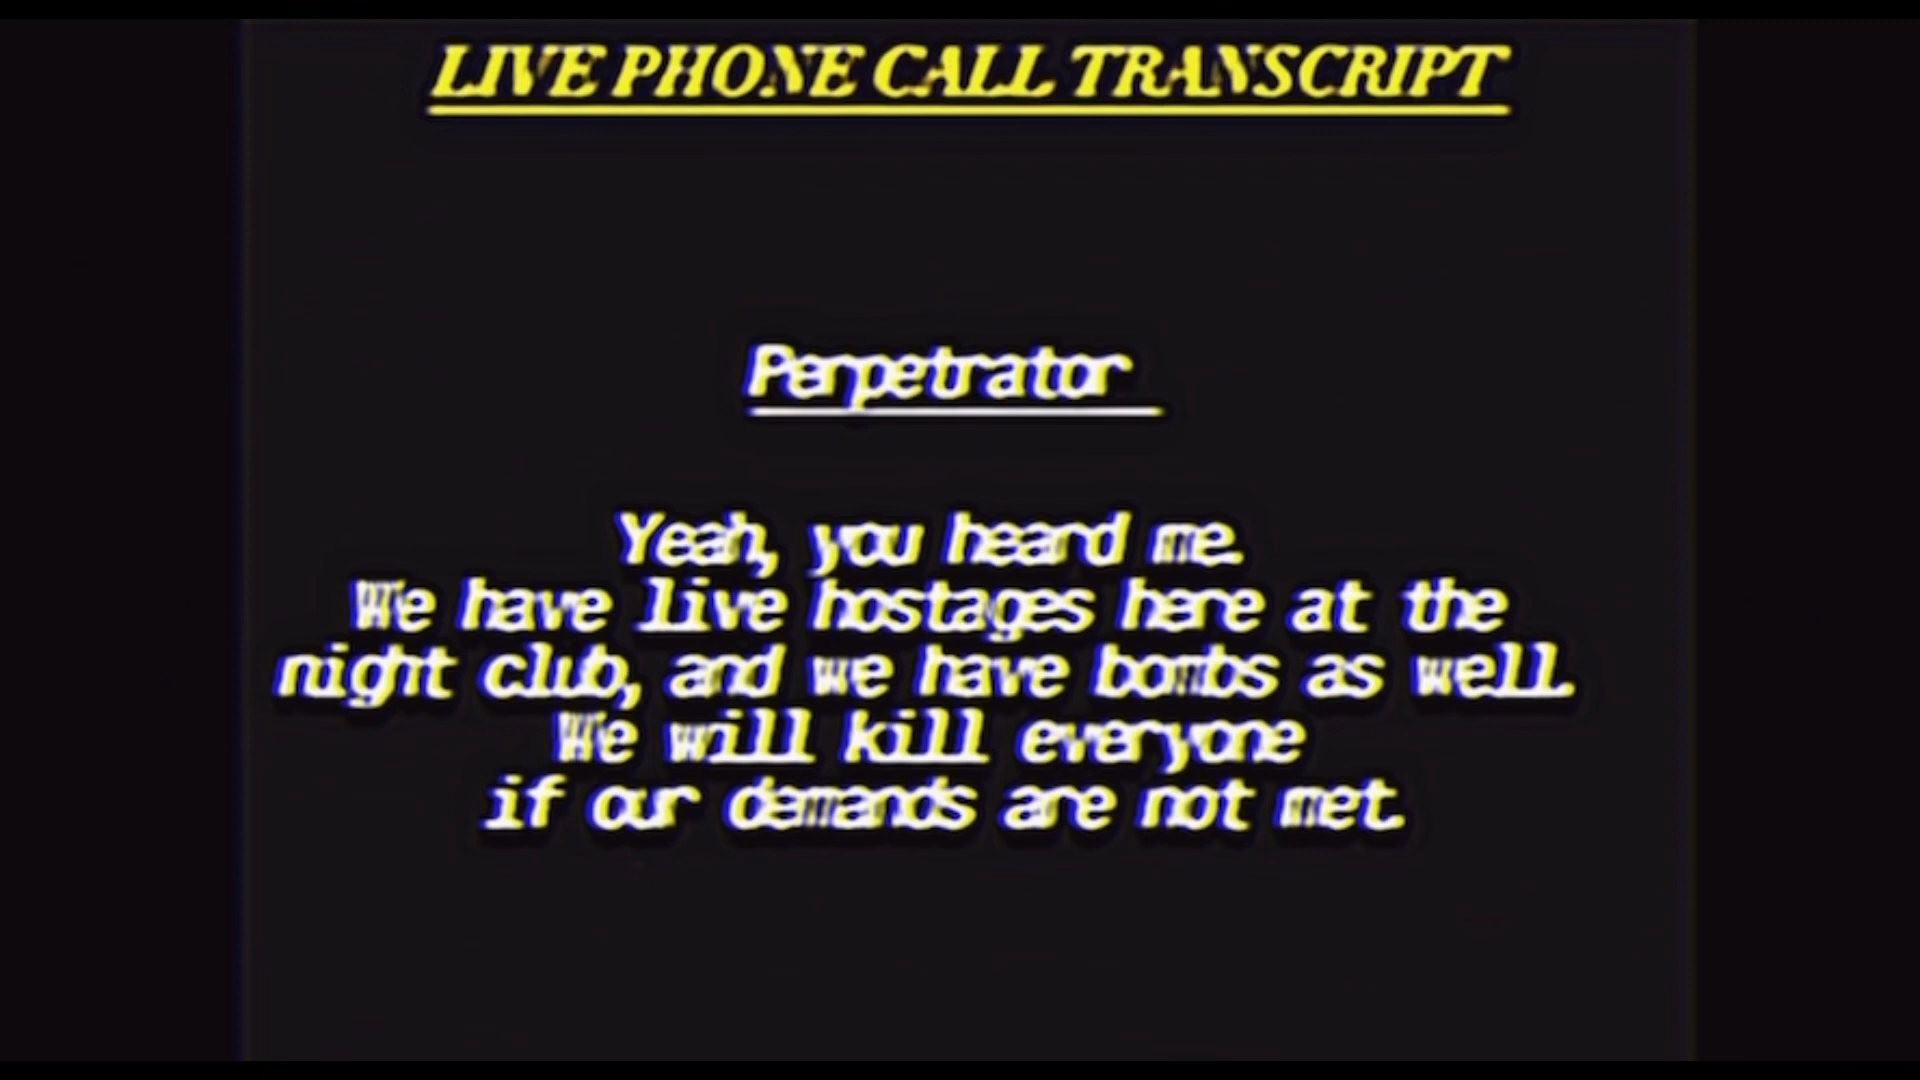 LIVE PHONE CALL TRANSCRIPT
Perpetrator
Yeah, you heard me.
We have live hostages here at the
night club, and we have bombs as well.
We will kill everyone
if our demands are not met.